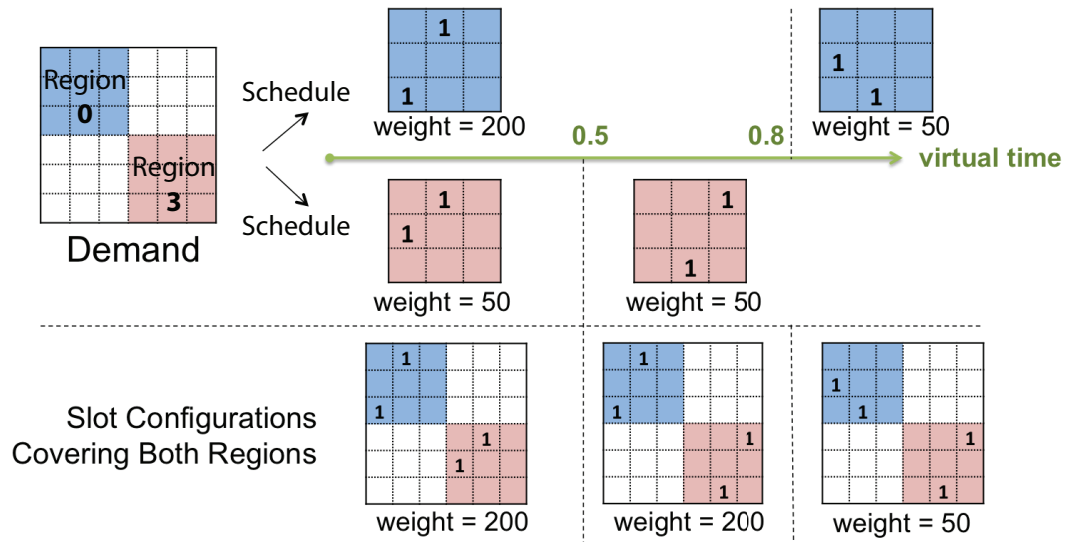 Region
0
Region
3
Demand
Schedule
Schedule
1
1
weight = 200
1
1
weight = 50
0.5
0.8
virtual time
1
1
weight = 50
1
1
weight = 50
Slot Configurations
Covering Both Regions
1
1
1
1
weight = 200
1
1
1
1
weight = 200
1
1
1
1
weight = 50